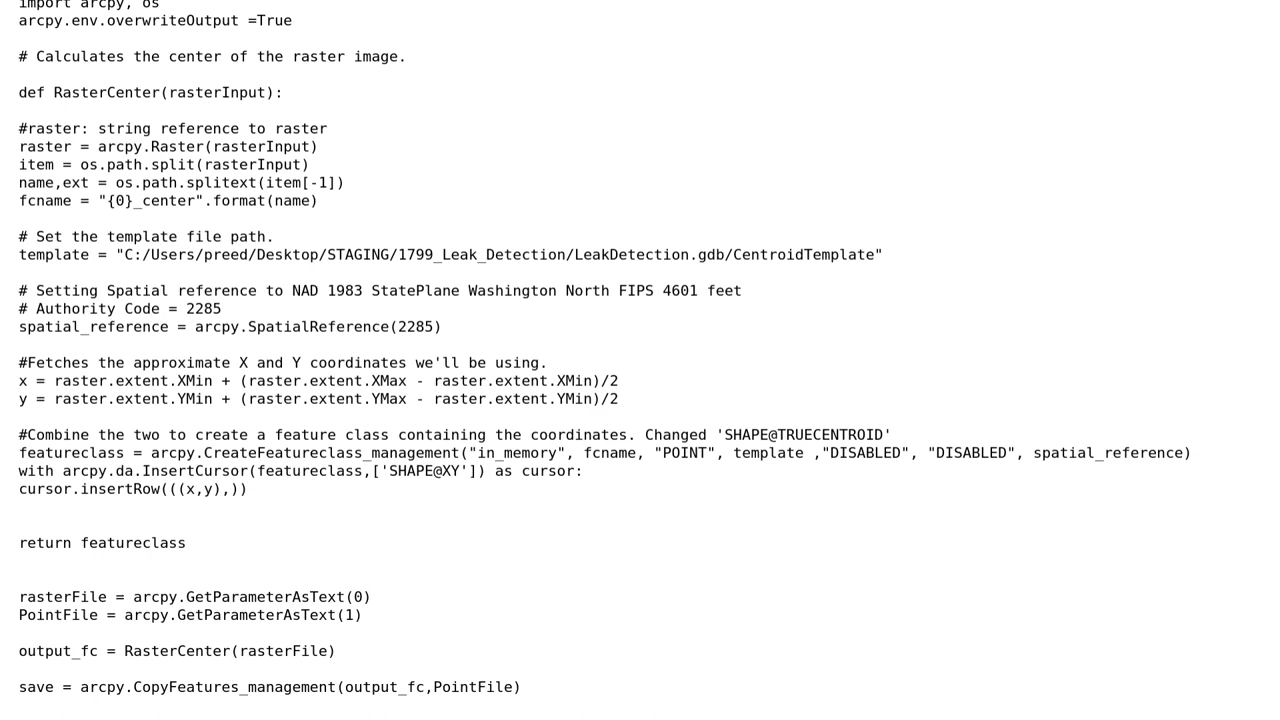 import arcpy, os
arcpy.env.overwriteOutput =True
# Calculates the center of the raster image.
def RasterCenter(rasterInput):
#raster: string reference to raster
raster = arcpy.Raster(rasterInput)
item = os.path.split(rasterInput)
name,ext = os.path.splitext(item[-1])
fcname = "{0}_center".format(name)
# Set the template file path.
template = "C:/Users/preed/Desktop/STAGING/1799_Leak_Detection/LeakDetection.gdb/CentroidTemplate"
# Setting Spatial reference to NAD 1983 StatePlane Washington North FIPS 4601 feet
# Authority Code = 2285
spatial_reference = arcpy.SpatialReference(2285)
#Fetches the approximate X and Y coordinates we'll be using.
x = raster.extent.XMin + (raster.extent.XMax - raster.extent.XMin)/2
y = raster.extent.YMin + (raster.extent.YMax - raster.extent.YMin)/2
#Combine the two to create a feature class containing the coordinates. Changed 'SHAPE@TRUECENTROID'
featureclass = arcpy.CreateFeatureclass_management("in_memory", fcname, "POINT", template ,"DISABLED", "DISABLED", spatial_reference)
with arcpy.da.InsertCursor(featureclass,['SHAPE@XY']) as cursor:
cursor.insertRow(((x,y),))
return featureclass
rasterFile = arcpy.GetParameterAsText(0)
PointFile = arcpy.GetParameterAsText(1)
output_fc = RasterCenter(rasterFile)
save = arcpy.CopyFeatures_management(output_fc,PointFile)